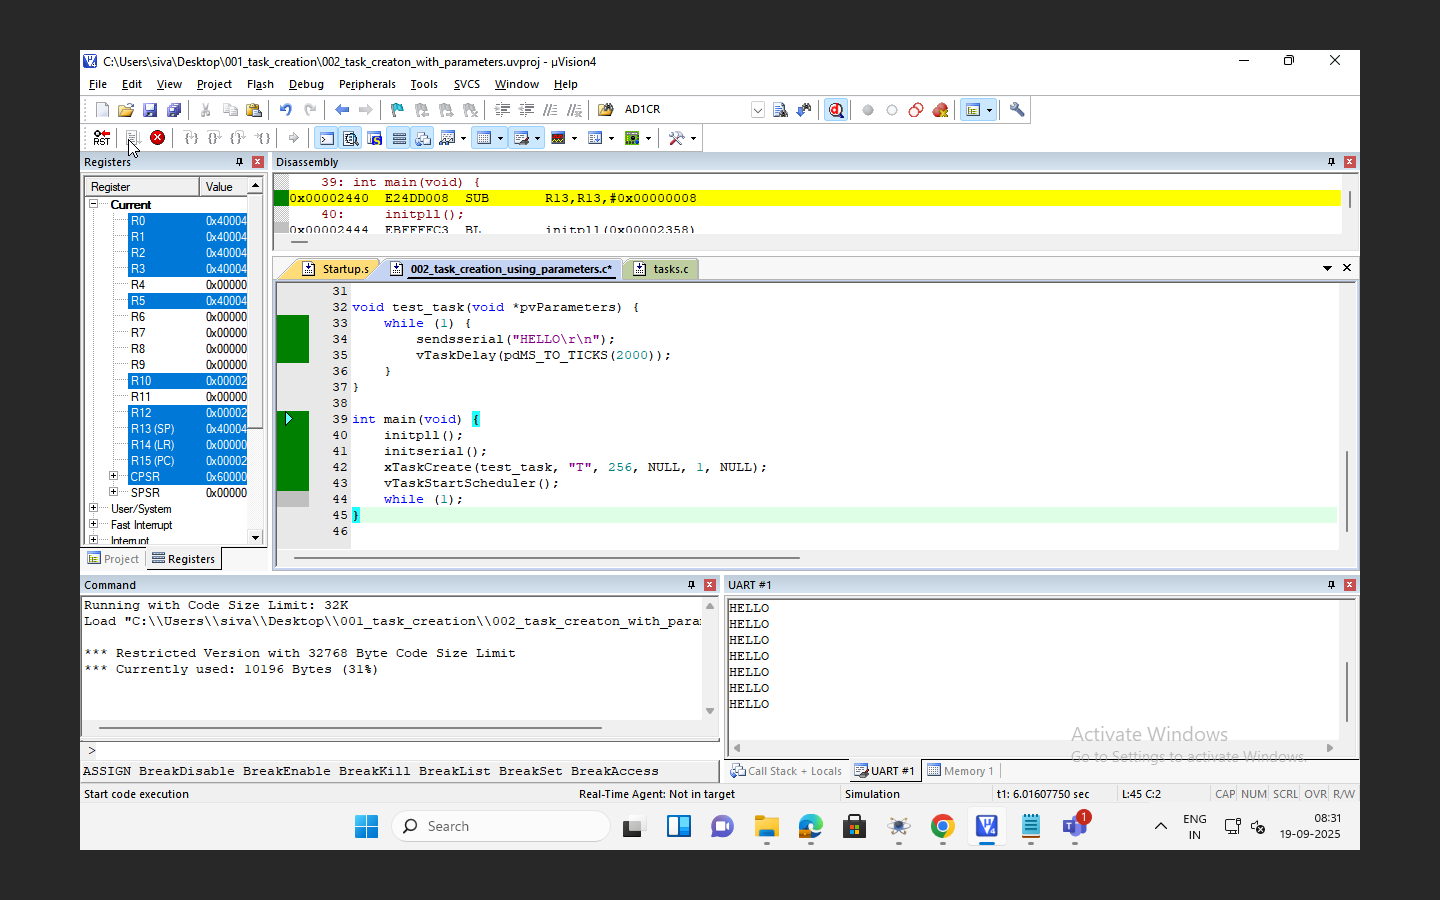 C:\Users\siva\Desktop\001_task_creation\002_task_creaton_with_parameters.uvproj - µVision4
File Edit View Project Flash Debug Peripherals Tools SVCS Window Help
AD1CR
RST
Registers
Register Value
Current
R0 0x40004
R1 0x40004
R2 0x40004
R3 0x40004
R4 0x00000
R5 0x40004
R6 0x00000
R7 0x00000
R8 0x00000
R9 0x00000
R10 0x00002
R11 0x00000
R12 0x00002
R13 (SP) 0x40004
R14 (LR) 0x00000
R15 (PC) 0x00002
CPSR 0x60000
SPSR 0x00000
User/System
Fast Interrupt
Interrupt
Project Registers
Disassembly
39: int main(void) {
0x00002440 E24DD008 SUB R13,R13,#0x00000008
40: initpll();
0x00002444 EBFFFFC3 BL initpll(0x00002358)
Startup.s 002_task_creation_using_parameters.c* tasks.c
31
32 void test_task(void *pvParameters) {
33 while (1) {
34 sendsserial("HELLO\r\n");
35 vTaskDelay(pdMS_TO_TICKS(2000));
36 }
37 }
38
39 int main(void) {
40 initpll();
41 initserial();
42 xTaskCreate(test_task, "T", 256, NULL, 1, NULL);
43 vTaskStartScheduler();
44 while (1);
45 }
46
Command
Running with Code Size Limit: 32K
Load "C:\\Users\\siva\\Desktop\\001_task_creation\\002_task_creaton_with_para
*** Restricted Version with 32768 Byte Code Size Limit
*** Currently used: 10196 Bytes (31%)
>
ASSIGN BreakDisable BreakEnable BreakKill BreakList BreakSet BreakAccess
UART #1
HELLO
HELLO
HELLO
HELLO
HELLO
HELLO
HELLO
Activate Windows
Go to Settings to activate Windows.
Call Stack + Locals UART #1 Memory 1
Start code execution Real-Time Agent: Not in target Simulation t1: 6.01607750 sec L:45 C:2 CAP NUM SCRL OVR R/W
Search
1
ENG
IN
08:31
19-09-2025